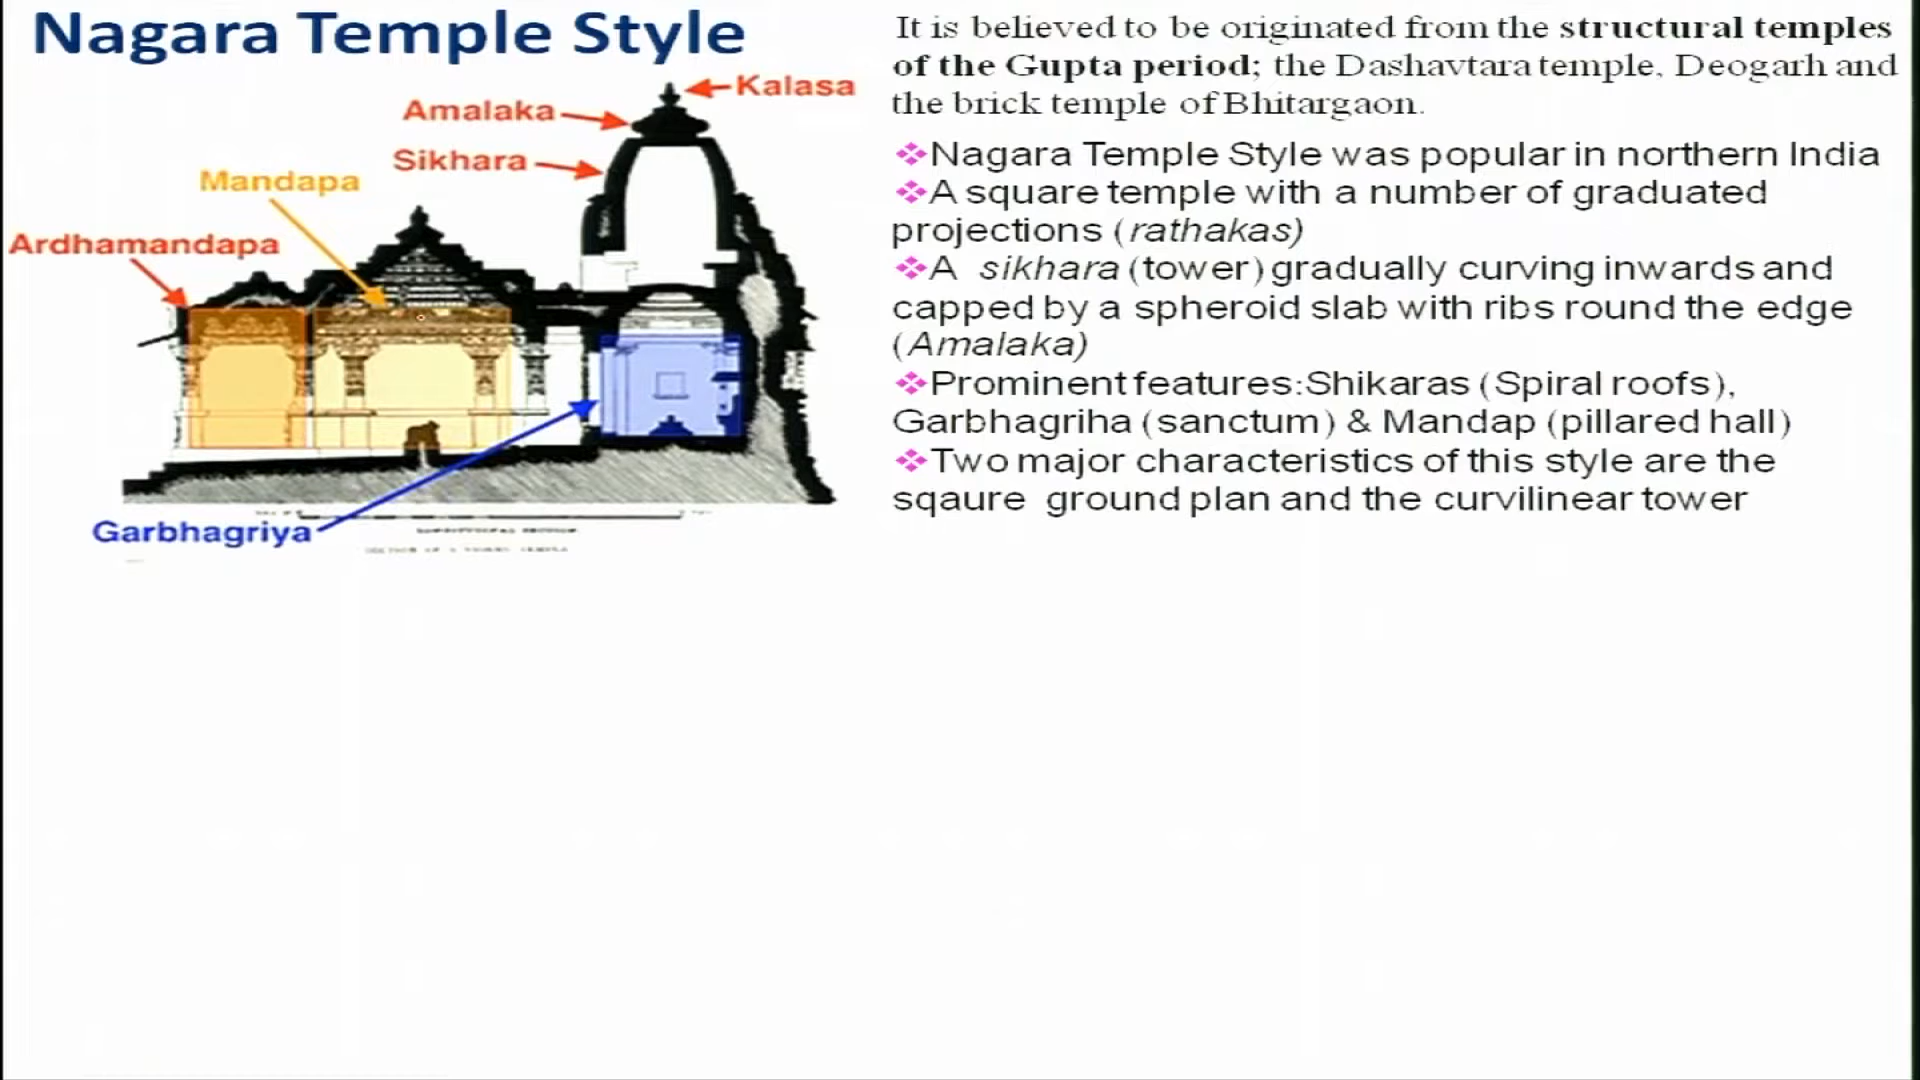 Nagara Temple Style
Kalasa
Amalaka
Sikhara
Mandapa
Ardhamandapa
Garbhagriya
It is believed to be originated from the structural temples
of the Gupta period; the Dashavtara temple, Deogarh and
the brick temple of Bhitargaon.
❖Nagara Temple Style was popular in northern India
❖A square temple with a number of graduated
projections (rathakas)
❖A sikhara (tower) gradually curving inwards and
capped by a spheroid slab with ribs round the edge
(Amalaka)
❖Prominent features:Shikaras (Spiral roofs),
Garbhagriha (sanctum) & Mandap (pillared hall)
❖Two major characteristics of this style are the
sqaure ground plan and the curvilinear tower